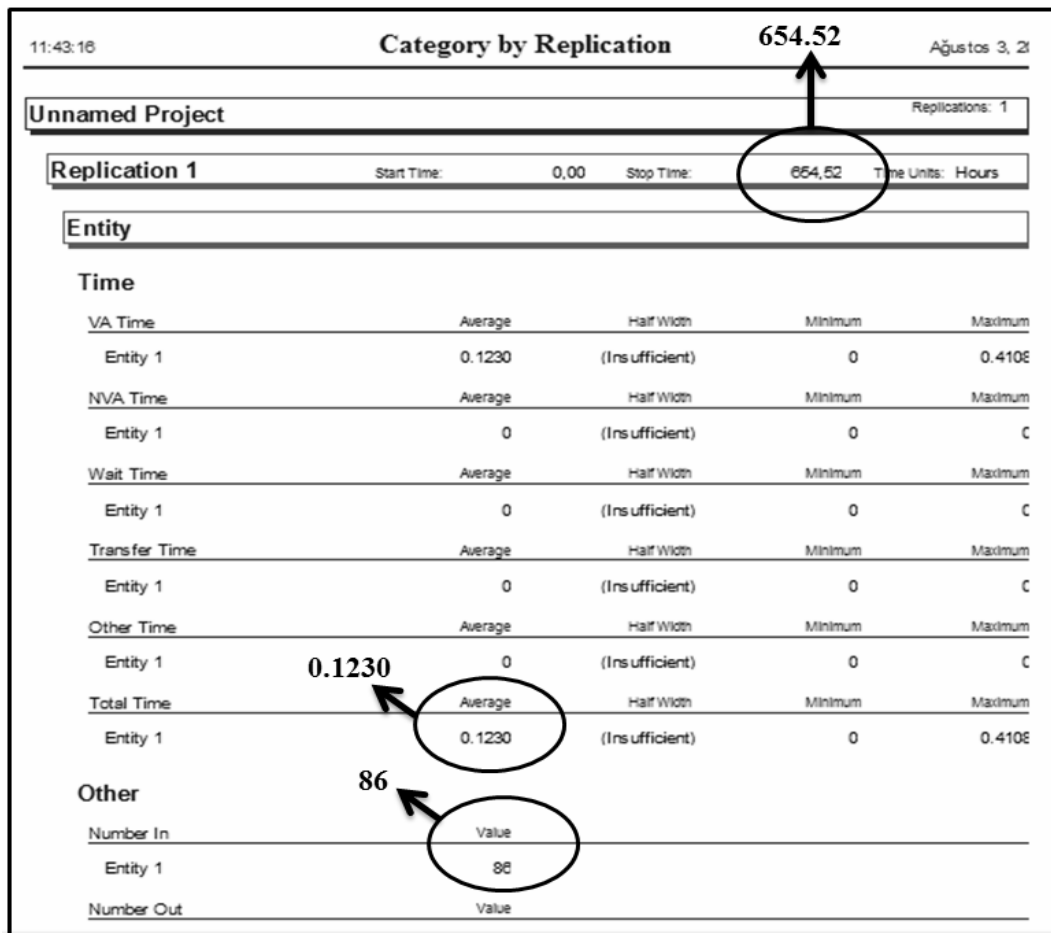 654.52
11:43:16 Category by Replication Ağustos 3, 20
Unnamed Project Replications: 1
Replication 1 Start Time: 0,00 Stop Time: 654,52 Time Units: Hours
Entity
Time
VA Time Average Half Width Minimum Maximum
Entity 1 0.1230 (Insufficient) 0 0.4108
NVA Time Average Half Width Minimum Maximum
Entity 1 0 (Insufficient) 0 0
Wait Time Average Half Width Minimum Maximum
Entity 1 0 (Insufficient) 0 0
Transfer Time Average Half Width Minimum Maximum
Entity 1 0 (Insufficient) 0 0
Other Time Average Half Width Minimum Maximum
Entity 1 0 (Insufficient) 0 0
0.1230
Total Time Average Half Width Minimum Maximum
Entity 1 0.1230 (Insufficient) 0 0.4108
86
Other
Number In Value
Entity 1 86
Number Out Value